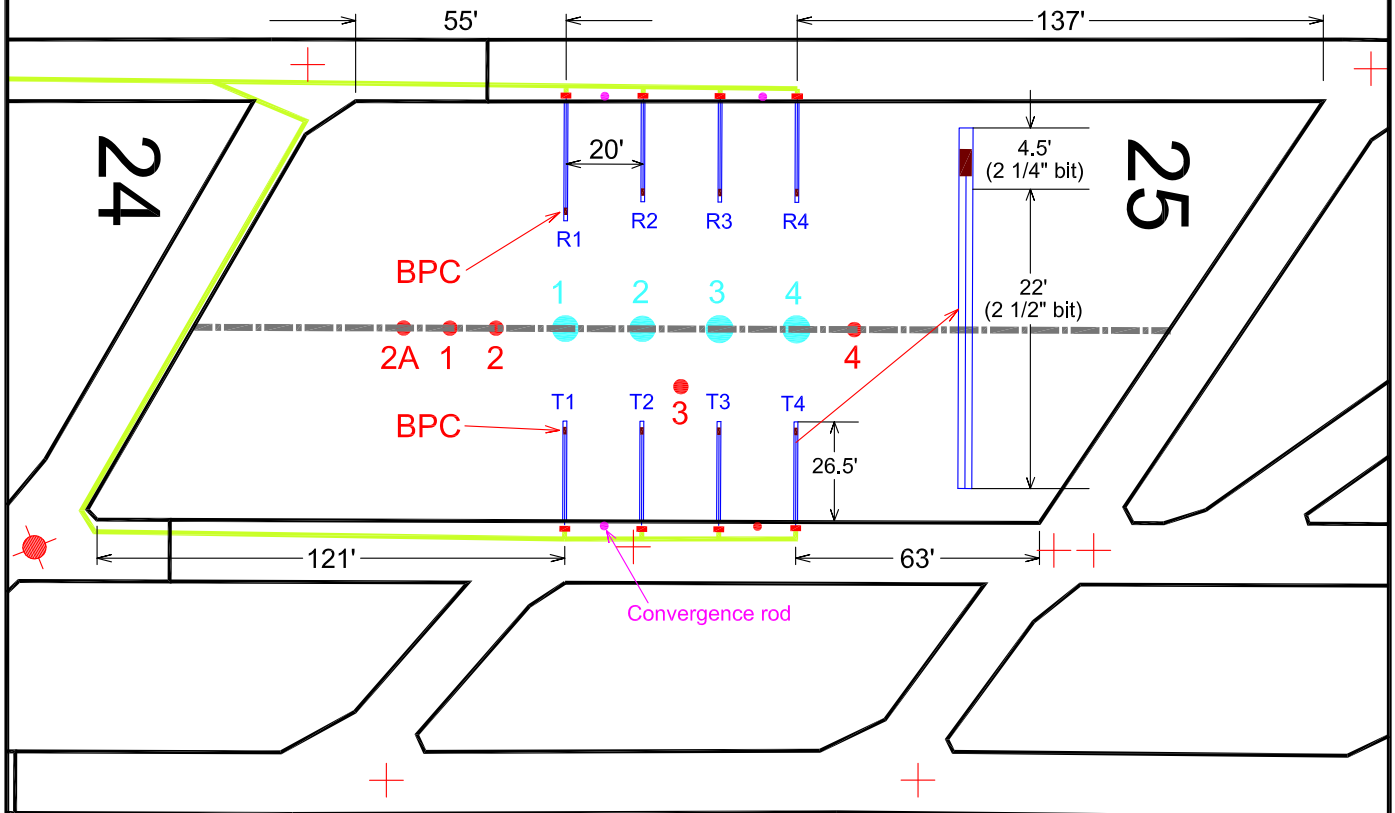 55'
137'
24
25
20'
4.5'
(2 1/4" bit)
22'
(2 1/2" bit)
R1
R2
R3
R4
BPC
1
2
3
4
2A
1
2
3
4
T1
T2
T3
T4
BPC
26.5'
121'
63'
Convergence rod